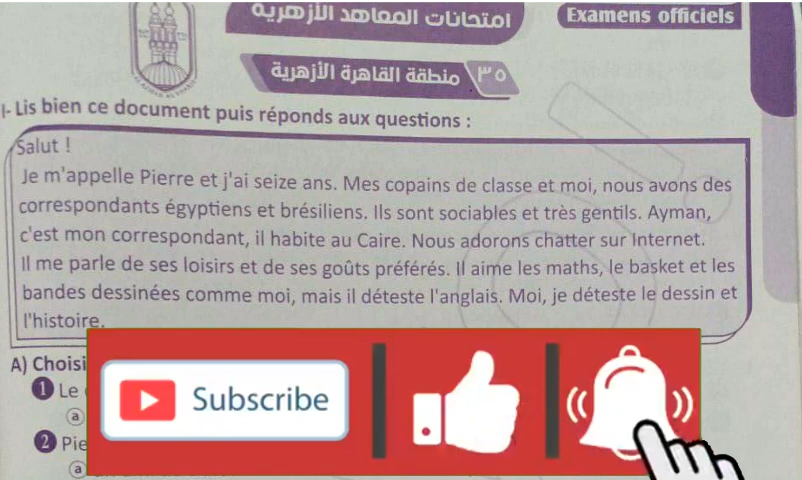 امتحانات المعاهد الأزهرية
Examens officiels
٣٥ منطقة القاهرة الأزهرية
I- Lis bien ce document puis réponds aux questions :
Salut !
Je m'appelle Pierre et j'ai seize ans. Mes copains de classe et moi, nous avons des
correspondants égyptiens et brésiliens. Ils sont sociables et très gentils. Ayman,
c'est mon correspondant, il habite au Caire. Nous adorons chatter sur Internet.
Il me parle de ses loisirs et de ses goûts préférés. Il aime les maths, le basket et les
bandes dessinées comme moi, mais il déteste l'anglais. Moi, je déteste le dessin et
l'histoire.
A) Choisi
1 Le
a
2 Pie
a
Subscribe